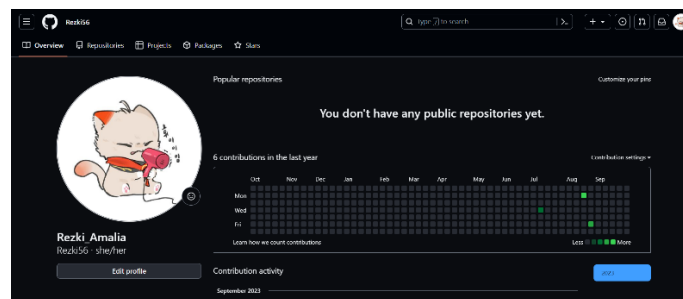 Rezki56
Type / to search
Overview Repositories Projects Packages Stars
Popular repositories
Customize your pins
You don't have any public repositories yet.
6 contributions in the last year
Contribution settings
Oct Nov Dec Jan Feb Mar Apr May Jun Jul Aug Sep
Mon
Wed
Fri
Learn how we count contributions
Less More
Rezki_Amalia
Rezki56 · she/her
Edit profile
Contribution activity
2023
September 2023